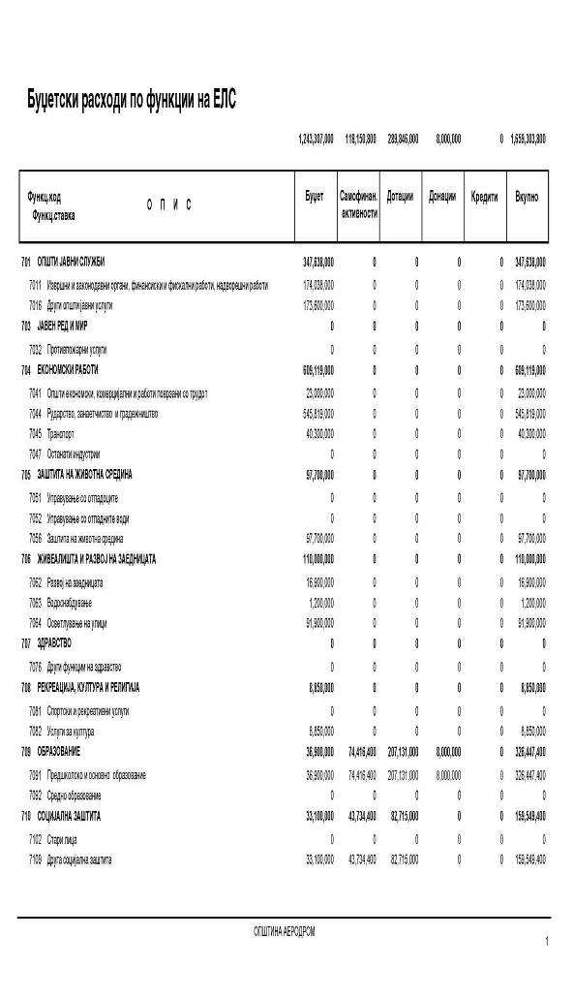 Буџетски расходи по функции на ЕЛС
1,243,307,000 118,150,800 289,846,000 8,000,000 0 1,659,303,800
Функц.код О П И С Буџет Самофинан. Дотации Донации Кредити Вкупно
Функц.ставка активности
701 ОПШТИ ЈАВНИ СЛУЖБИ 347,638,000 0 0 0 0 347,638,000
7011 Извршни и законодавни органи, финансиски и фискални работи, надворешни работи 174,038,000 0 0 0 0 174,038,000
7016 Други општи јавни услуги 173,600,000 0 0 0 0 173,600,000
703 ЈАВЕН РЕД И МИР 0 0 0 0 0 0
7032 Противпожарни услуги 0 0 0 0 0 0
704 ЕКОНОМСКИ РАБОТИ 609,119,000 0 0 0 0 609,119,000
7041 Општи економски, комерцијални и работи поврзани со трудот 23,000,000 0 0 0 0 23,000,000
7044 Рударство, занаетчиство и градежништво 545,819,000 0 0 0 0 545,819,000
7045 Транспорт 40,300,000 0 0 0 0 40,300,000
7047 Останати индустрии 0 0 0 0 0 0
705 ЗАШТИТА НА ЖИВОТНА СРЕДИНА 97,700,000 0 0 0 0 97,700,000
7051 Управување со отпадоците 0 0 0 0 0 0
7052 Управување со отпадните води 0 0 0 0 0 0
7056 Заштита на животна средина 97,700,000 0 0 0 0 97,700,000
706 ЖИВЕАЛИШТА И РАЗВОЈ НА ЗАЕДНИЦАТА 110,000,000 0 0 0 0 110,000,000
7062 Развој на заедницата 16,900,000 0 0 0 0 16,900,000
7063 Водоснабдување 1,200,000 0 0 0 0 1,200,000
7064 Осветлување на улици 91,900,000 0 0 0 0 91,900,000
707 ЗДРАВСТВО 0 0 0 0 0 0
7076 Други функции на здравство 0 0 0 0 0 0
708 РЕКРЕАЦИЈА, КУЛТУРА И РЕЛИГИЈА 8,850,000 0 0 0 0 8,850,000
7081 Спортски и рекреативни услуги 0 0 0 0 0 0
7082 Услуги за култура 8,850,000 0 0 0 0 8,850,000
709 ОБРАЗОВАНИЕ 36,900,000 74,416,400 207,131,000 8,000,000 0 326,447,400
7091 Предшколско и основно образование 36,900,000 74,416,400 207,131,000 8,000,000 0 326,447,400
7092 Средно образование 0 0 0 0 0 0
710 СОЦИЈАЛНА ЗАШТИТА 33,100,000 43,734,400 82,715,000 0 0 159,549,400
7102 Стари лица 0 0 0 0 0 0
7109 Друга социјална заштита 33,100,000 43,734,400 82,715,000 0 0 159,549,400
ОПШТИНА АЕРОДРОМ
1